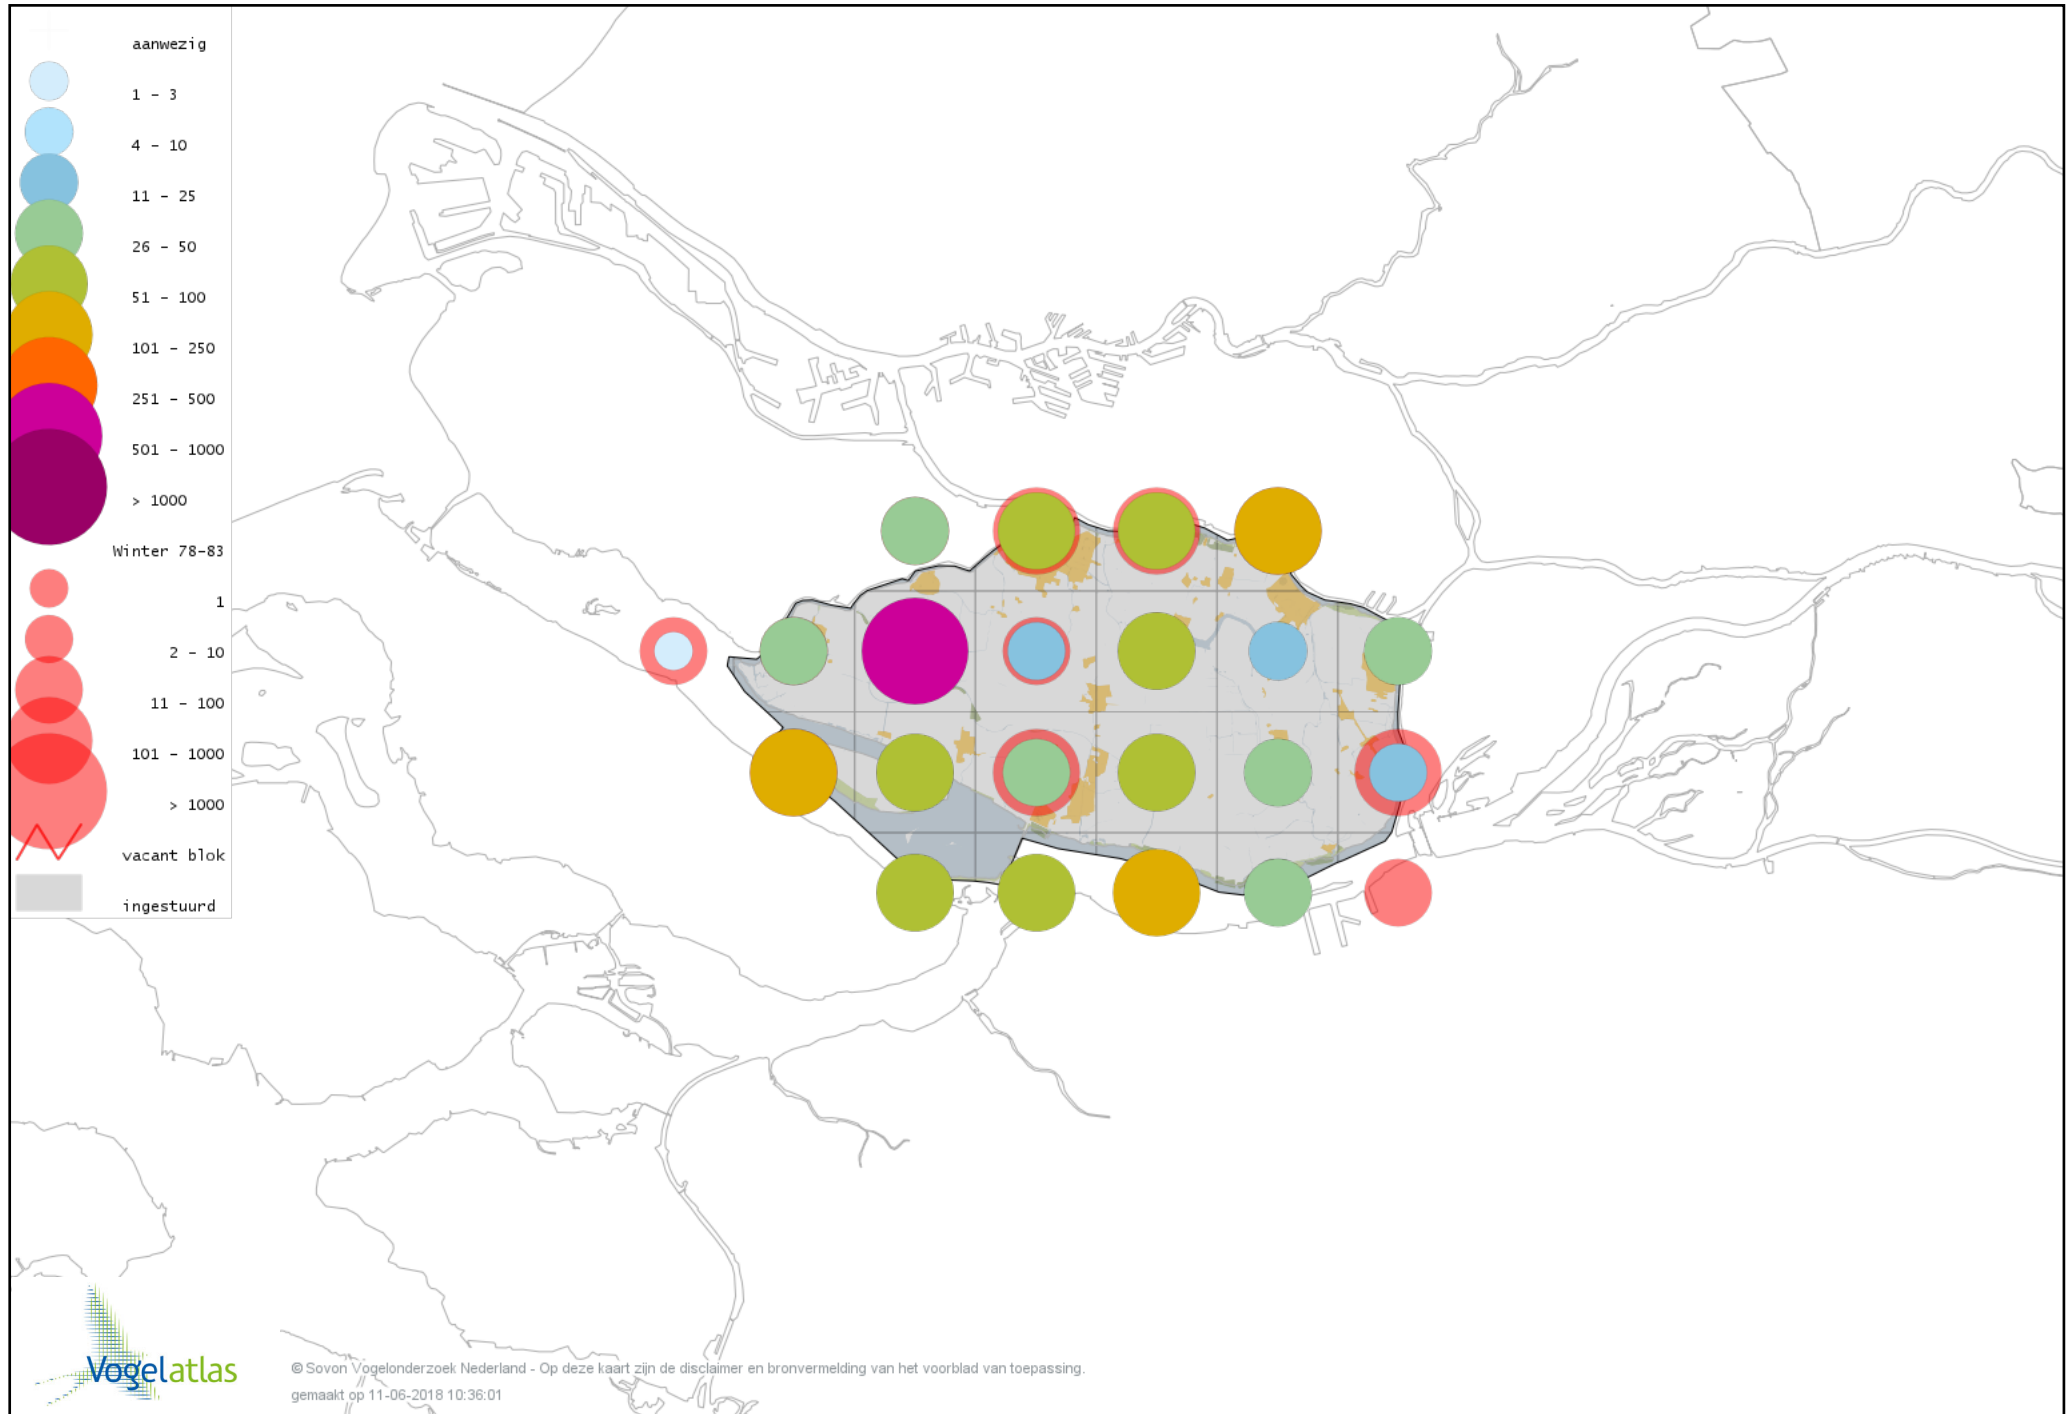 aanwezig
1 - 3
4 - 10
11 - 25
26 - 50
51 - 100
101 - 250
251 - 500
501 - 1000
> 1000
Winter 78-83
1
2 - 10
11 - 100
101 - 1000
> 1000
vacant blok
ingestuurd
Vogelatlas
© Sovon Vogelonderzoek Nederland - Op deze kaart zijn de disclaimer en bronvermelding van het voorblad van toepassing.
gemaakt op 11-06-2018 10:36:01